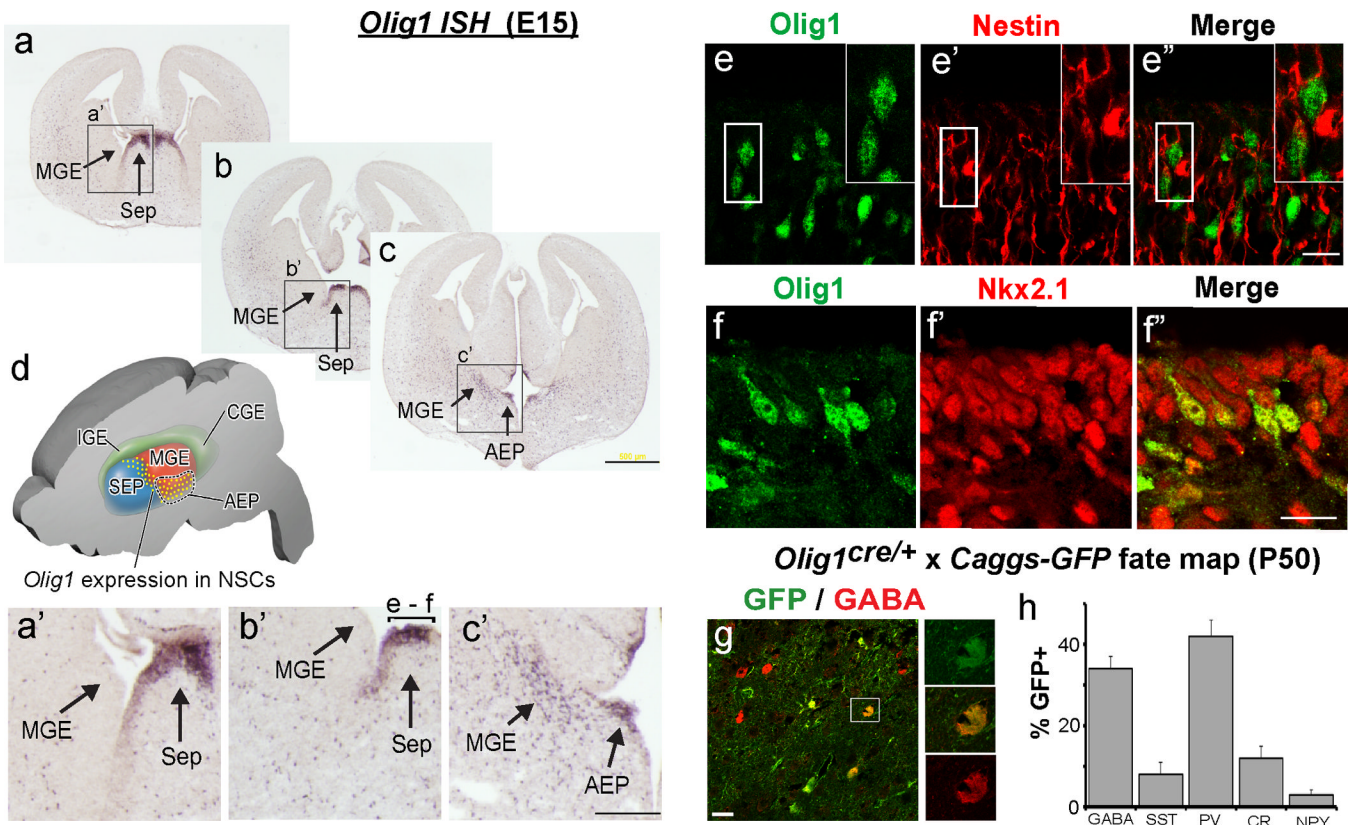 Olig1 ISH (E15)
a
a'
MGE
Sep
b
b'
MGE
Sep
c
c'
MGE
AEP
500 µm
d
CGE
IGE
MGE
SEP
AEP
Olig1 expression in NSCs
a'
MGE
Sep
b'
e - f
MGE
Sep
c'
MGE
AEP
Olig1 Nestin Merge
e e' e"
Olig1 Nkx2.1 Merge
f f' f"
Olig1cre/+ x Caggs-GFP fate map (P50)
GFP / GABA
g
h
% GFP+
40
20
0
GABA SST PV CR NPY